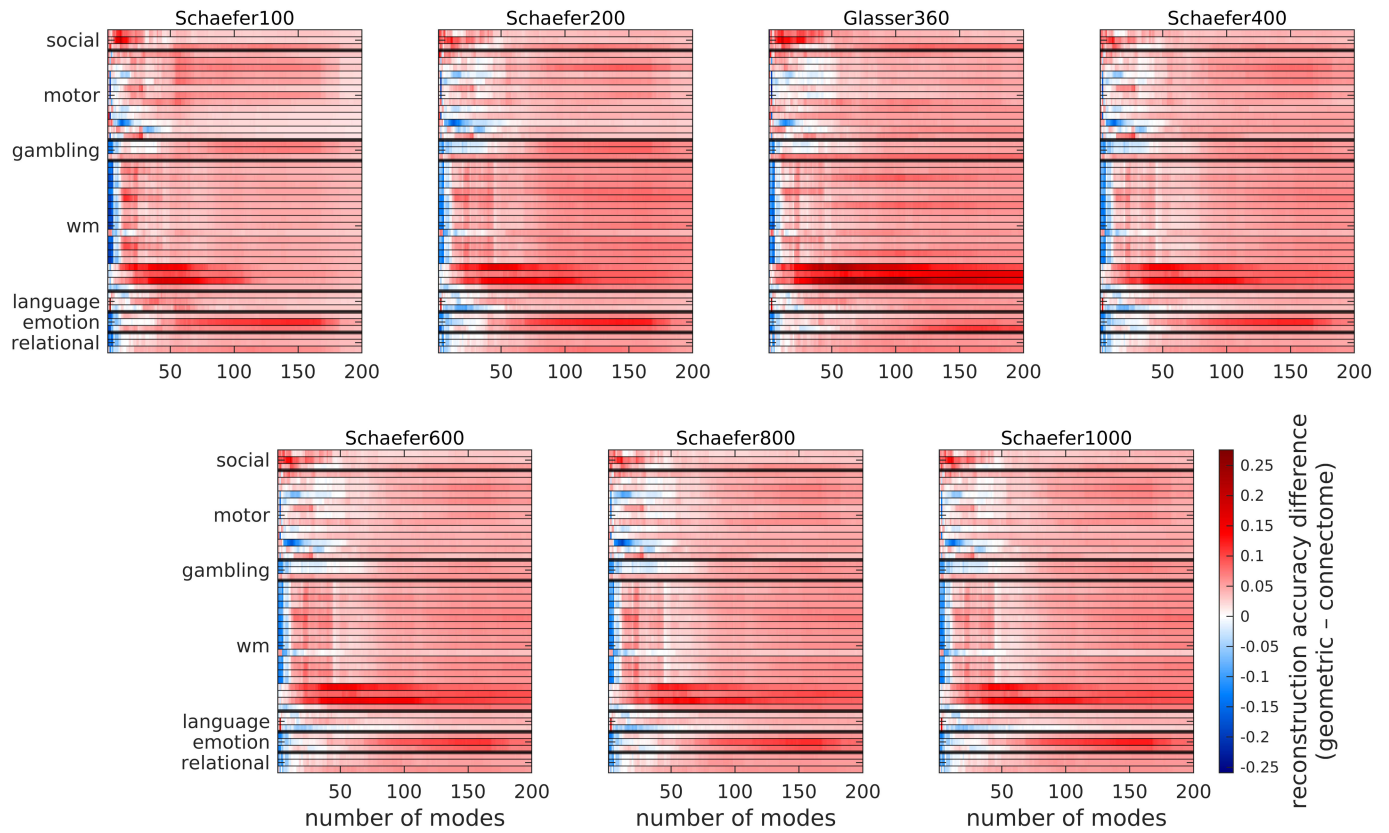 Schaefer100 Schaefer200 Glasser360 Schaefer400
social
motor
gambling
wm
language
emotion
relational
50 100 150 200 50 100 150 200 50 100 150 200 50 100 150 200
Schaefer600 Schaefer800 Schaefer1000
social
motor
gambling
wm
language
emotion
relational
50 100 150 200 50 100 150 200 50 100 150 200
number of modes number of modes number of modes
0.25
0.2
0.15
0.1
0.05
0
-0.05
-0.1
-0.15
-0.2
-0.25
reconstruction accuracy difference
(geometric – connectome)